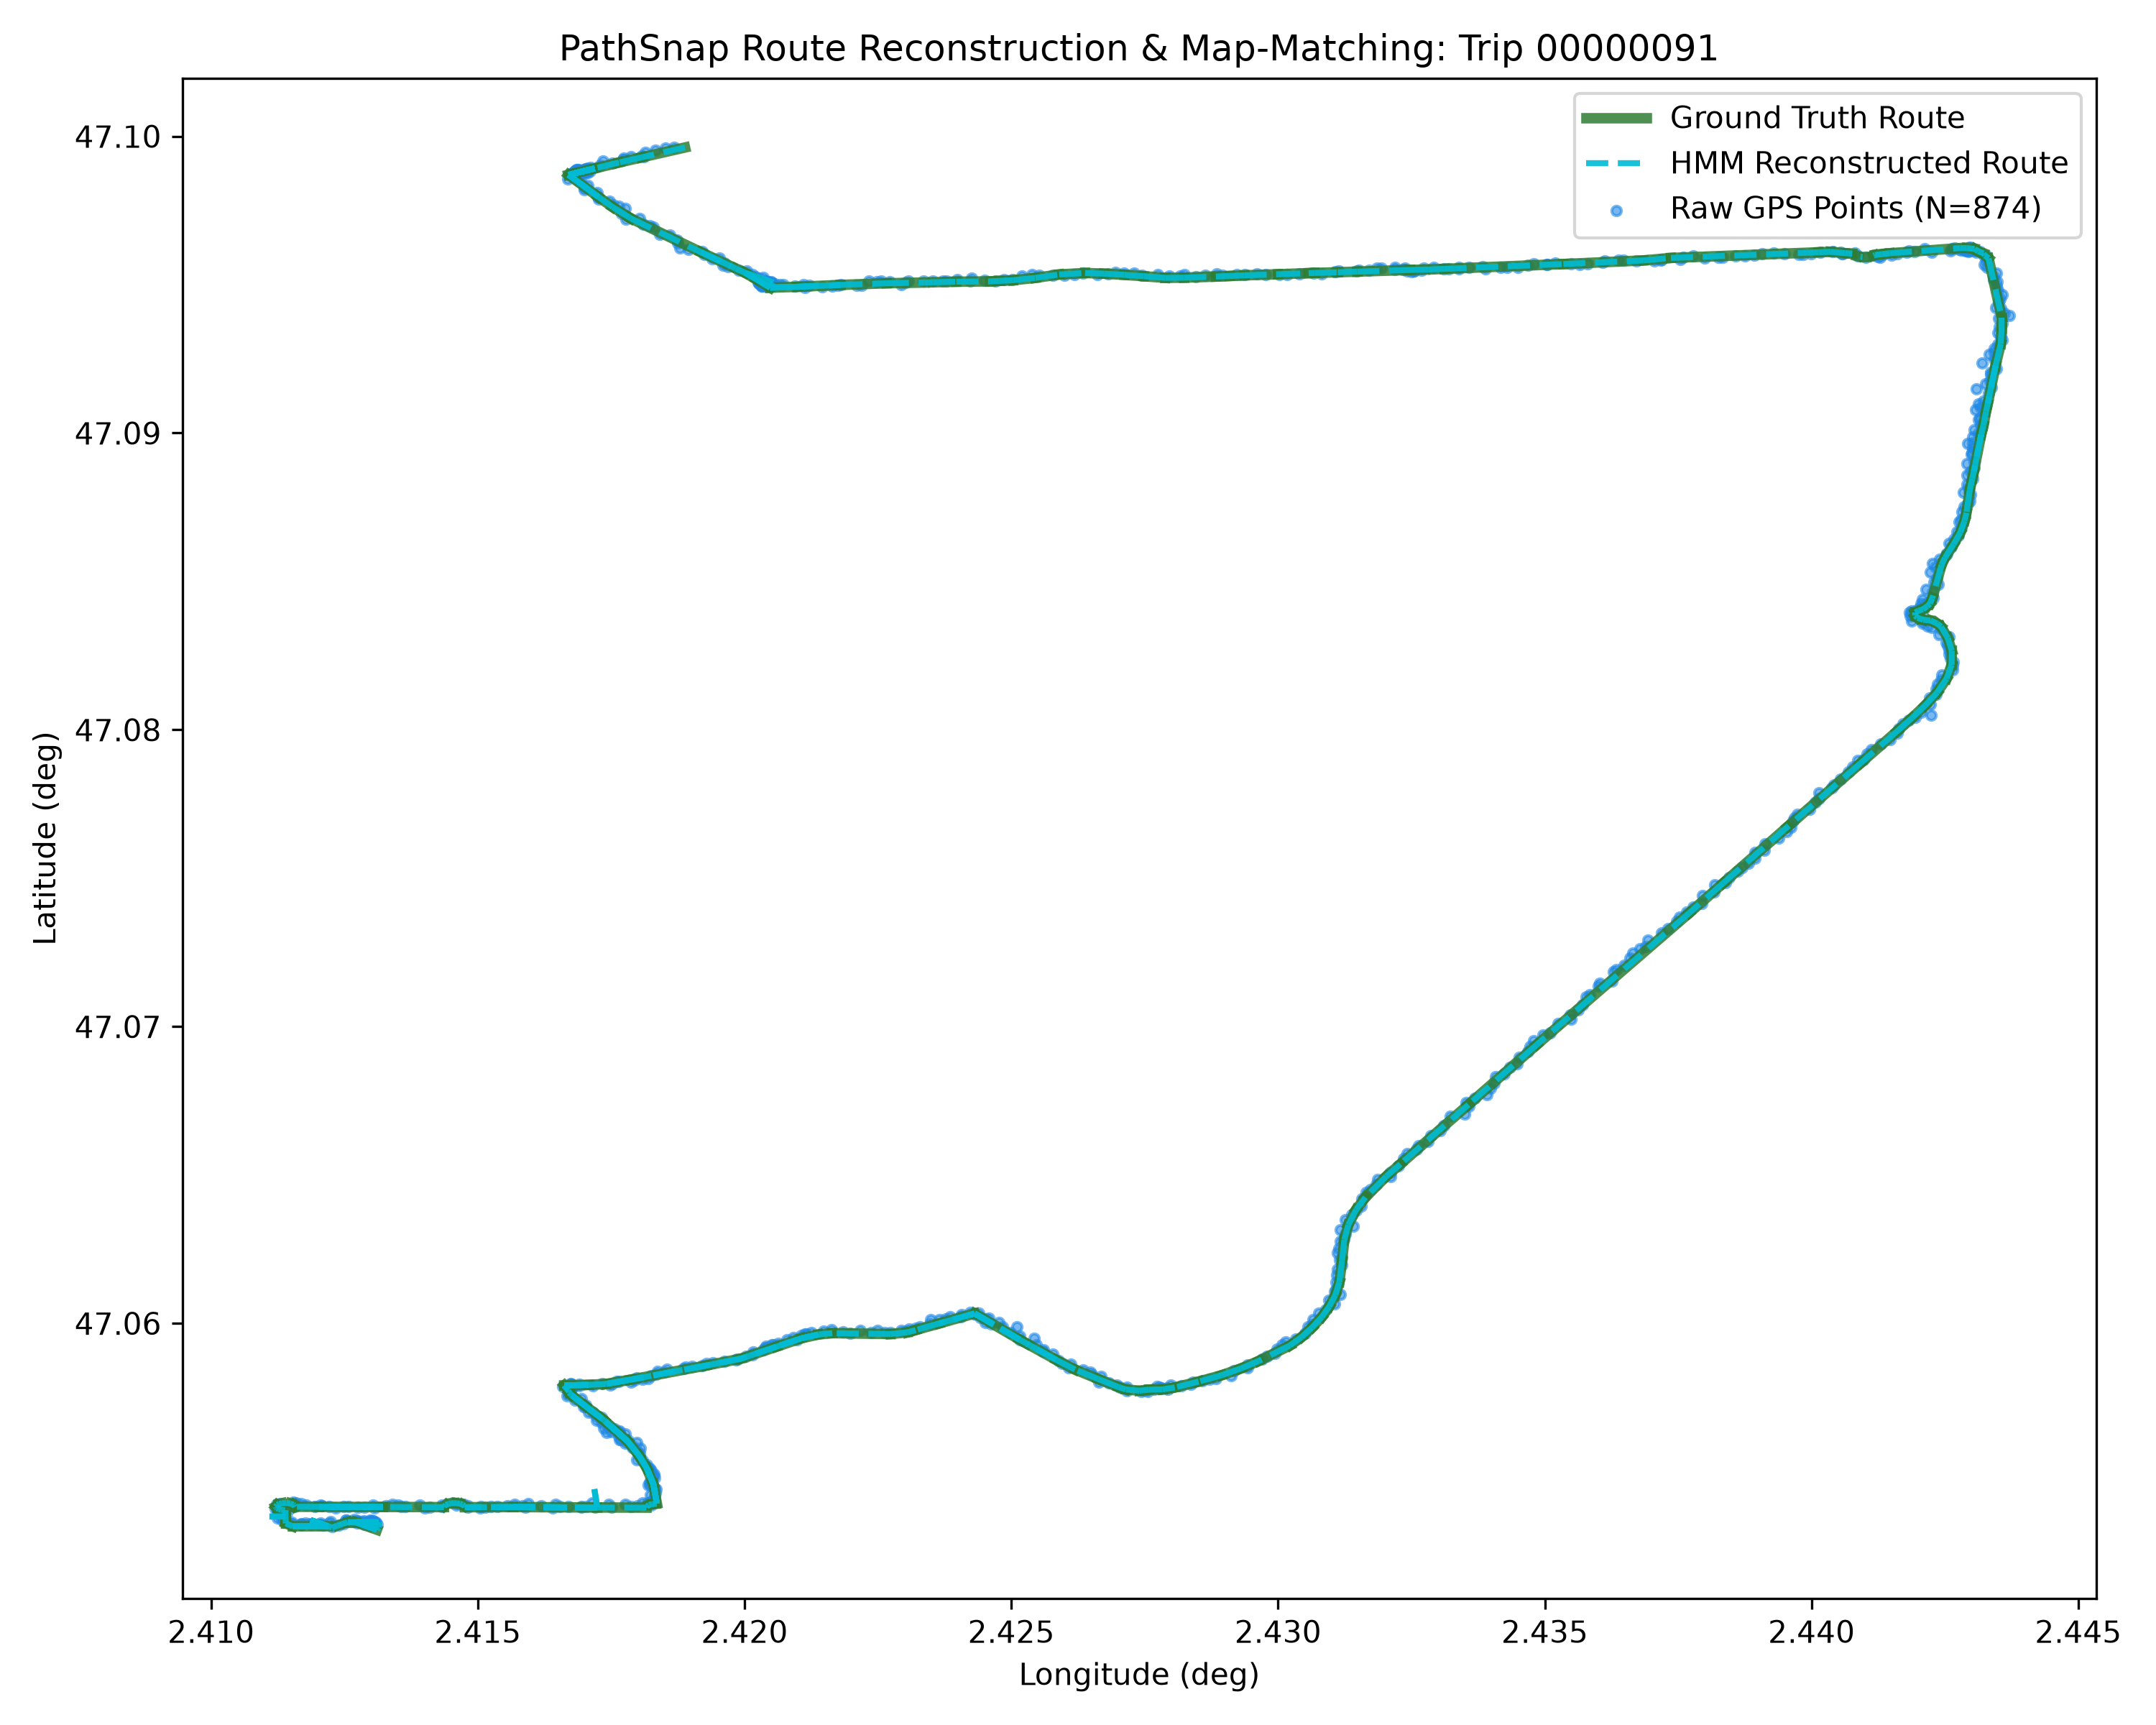 PathSnap Route Reconstruction & Map-Matching: Trip 00000091
Ground Truth Route
HMM Reconstructed Route
Raw GPS Points (N=874)
47.10
47.09
47.08
47.07
47.06
Latitude (deg)
2.410 2.415 2.420 2.425 2.430 2.435 2.440 2.445
Longitude (deg)